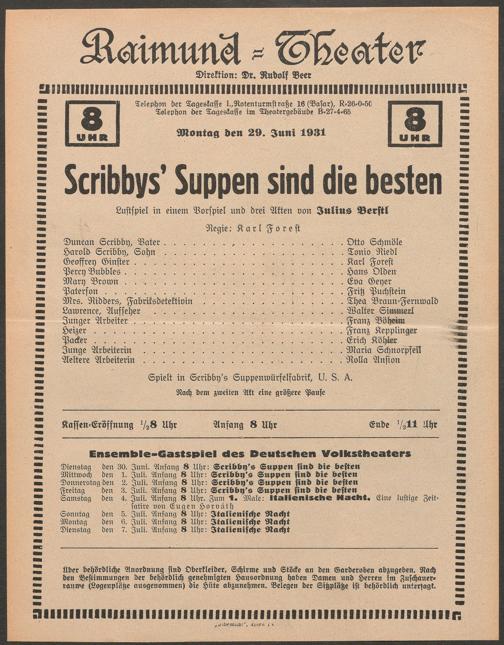 Raimund-Theater
Direktion: Dr. Rudolf Beer
8 UHR
Telephon der Tageskasse I., Rotenturmstraße 16 (Basar), R-26-0-50
Telephon der Tageskasse im Theatergebäude B-27-4-65
8 UHR
Montag den 29. Juni 1931
Scribbys' Suppen sind die besten
Lustspiel in einem Vorspiel und drei Akten von Julius Berstl
Regie: Karl Forest
Duncan Scribby, Vater Otto Schmöle
Harold Scribby, Sohn Tonio Riedl
Geoffrey Ginster Karl Forest
Percy Bubbles Hans Olden
Mary Brown Eva Geyer
Paterson Fritz Puchstein
Mrs. Ridders, Fabriksdetektivin Thea Braun-Fernwald
Lawrence, Aufseher Walter Simmerl
Junger Arbeiter Franz Böheim
Heizer Franz Kepplinger
Packer Erich Köhler
Junge Arbeiterin Maria Schnorpfeil
Aeltere Arbeiterin Rolla Ansion
Spielt in Scribby's Suppenwürfelfabrik, U. S. A.
Nach dem zweiten Akt eine größere Pause
Kassen-Eröffnung ½8 Uhr Anfang 8 Uhr Ende ½11 Uhr
Ensemble-Gastspiel des Deutschen Volkstheaters
Dienstag den 30. Juni. Anfang 8 Uhr: Scribby's Suppen sind die besten
Mittwoch den 1. Juli. Anfang 8 Uhr: Scribby's Suppen sind die besten
Donnerstag den 2. Juli. Anfang 8 Uhr: Scribby's Suppen sind die besten
Freitag den 3. Juli. Anfang 8 Uhr: Scribby's Suppen sind die besten
Samstag den 4. Juli. Anfang 8 Uhr. Zum 1. Male: Italienische Nacht. Eine lustige Zeit-
satire von Eugen Horváth
Sonntag den 5. Juli. Anfang 8 Uhr: Italienische Nacht
Montag den 6. Juli. Anfang 8 Uhr: Italienische Nacht
Dienstag den 7. Juli. Anfang 8 Uhr: Italienische Nacht
Über behördliche Anordnung sind Oberkleider, Schirme und Stöcke an den Garderoben abzugeben. Nach
den Bestimmungen der behördlich genehmigten Hausordnung haben Damen und Herren im Zuschauer-
raume (Logenplätze ausgenommen) die Hüte abzunehmen. Belegen der Sitzplätze ist behördlich untersagt.